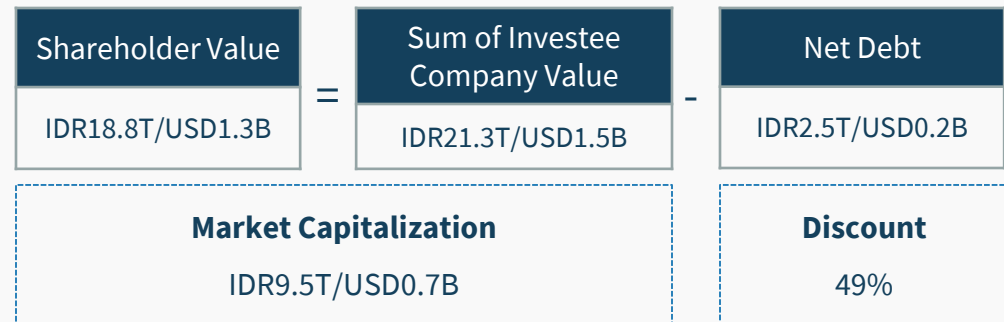 Shareholder Value
IDR18.8T/USD1.3B
=
Sum of Investee
Company Value
IDR21.3T/USD1.5B
-
Net Debt
IDR2.5T/USD0.2B
Market Capitalization
IDR9.5T/USD0.7B
Discount
49%